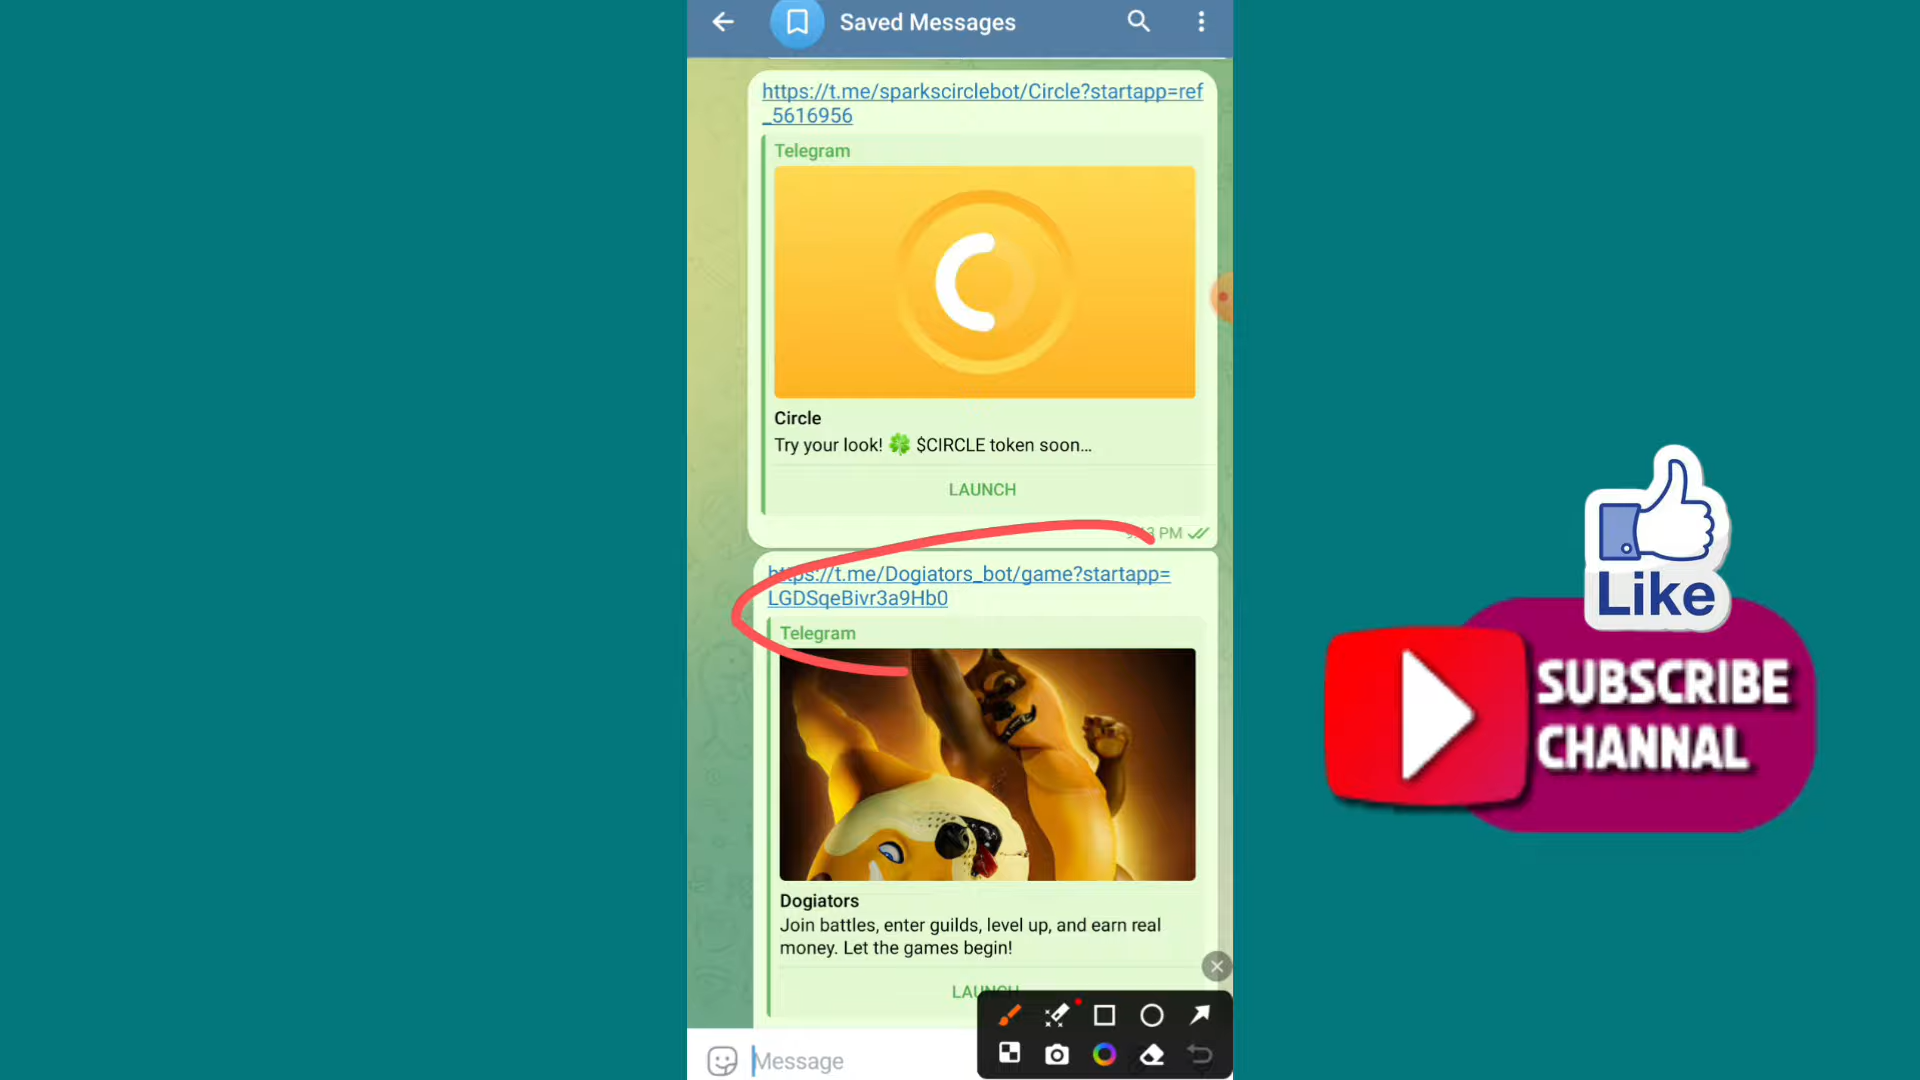 Saved Messages
https://t.me/sparkscirclebot/Circle?startapp=ref
_5616956
Telegram
Circle
Try your look! 🍀 $CIRCLE token soon...
LAUNCH
PM
https://t.me/Dogiators_bot/game?startapp=
LGDSqeBivr3a9Hb0
Telegram
Dogiators
Join battles, enter guilds, level up, and earn real
money. Let the games begin!
LAUNCH
Message
Like
SUBSCRIBE
CHANNAL